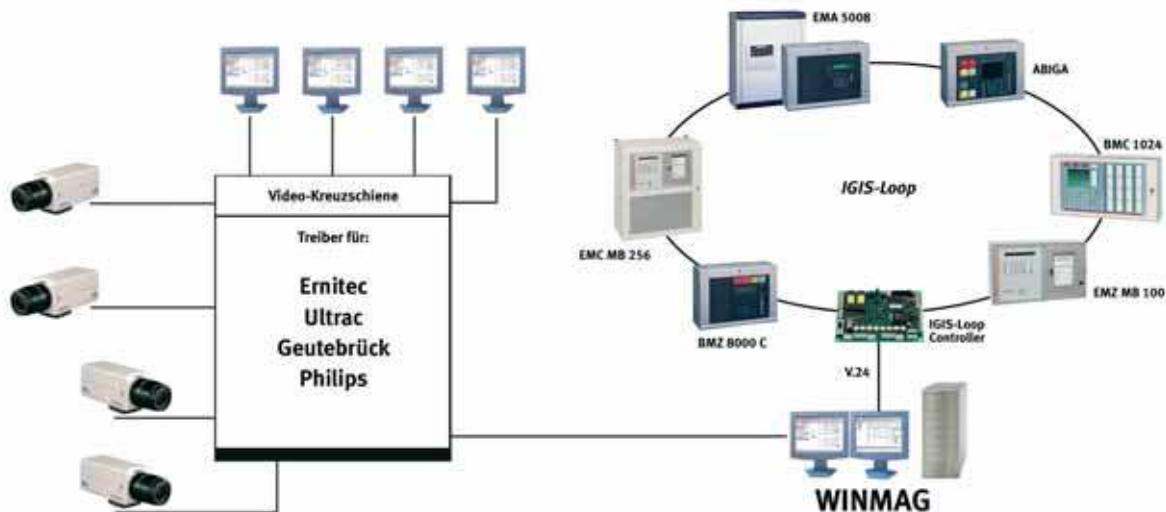 EMA 5008
ABIGA
BMC 1024
Video-Kreuzschiene
IGIS-Loop
Treiber für:
EMC MB 256
Ernitec
Ultrac
Geutebrück
Philips
EMZ MB 100
BMZ 8000 C
IGIS-Loop
Controller
V.24
WINMAG